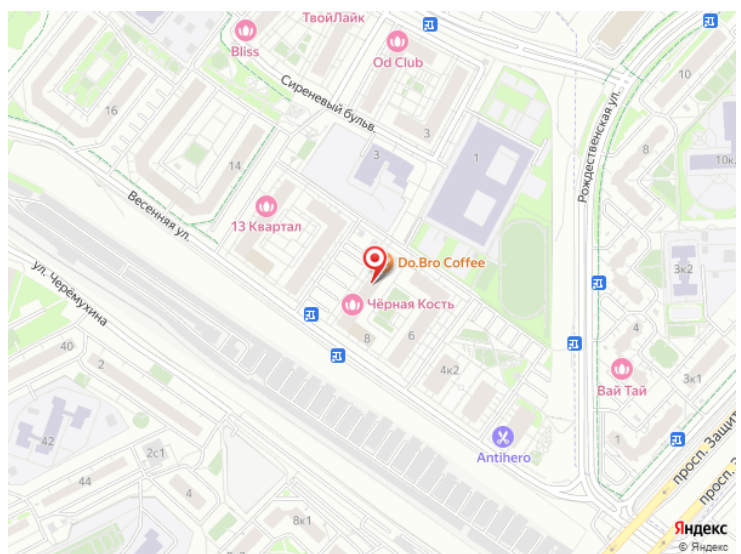 ТвойЛайк
Bliss
Od Club
Сиреневый бульв.
Рождественская ул.
10
16
3
8
10к
14
3
1
Весенняя ул.
13 Квартал
Do.Bro Coffee
3к2
ул. Черёмухина
Чёрная Кость
4
40
8
6
2
4к2
Вай Тай
3к1
42
2с1
1
Antihero
просп. Защит
44
4
просп. З
8к1
Яндекс
© Яндекс